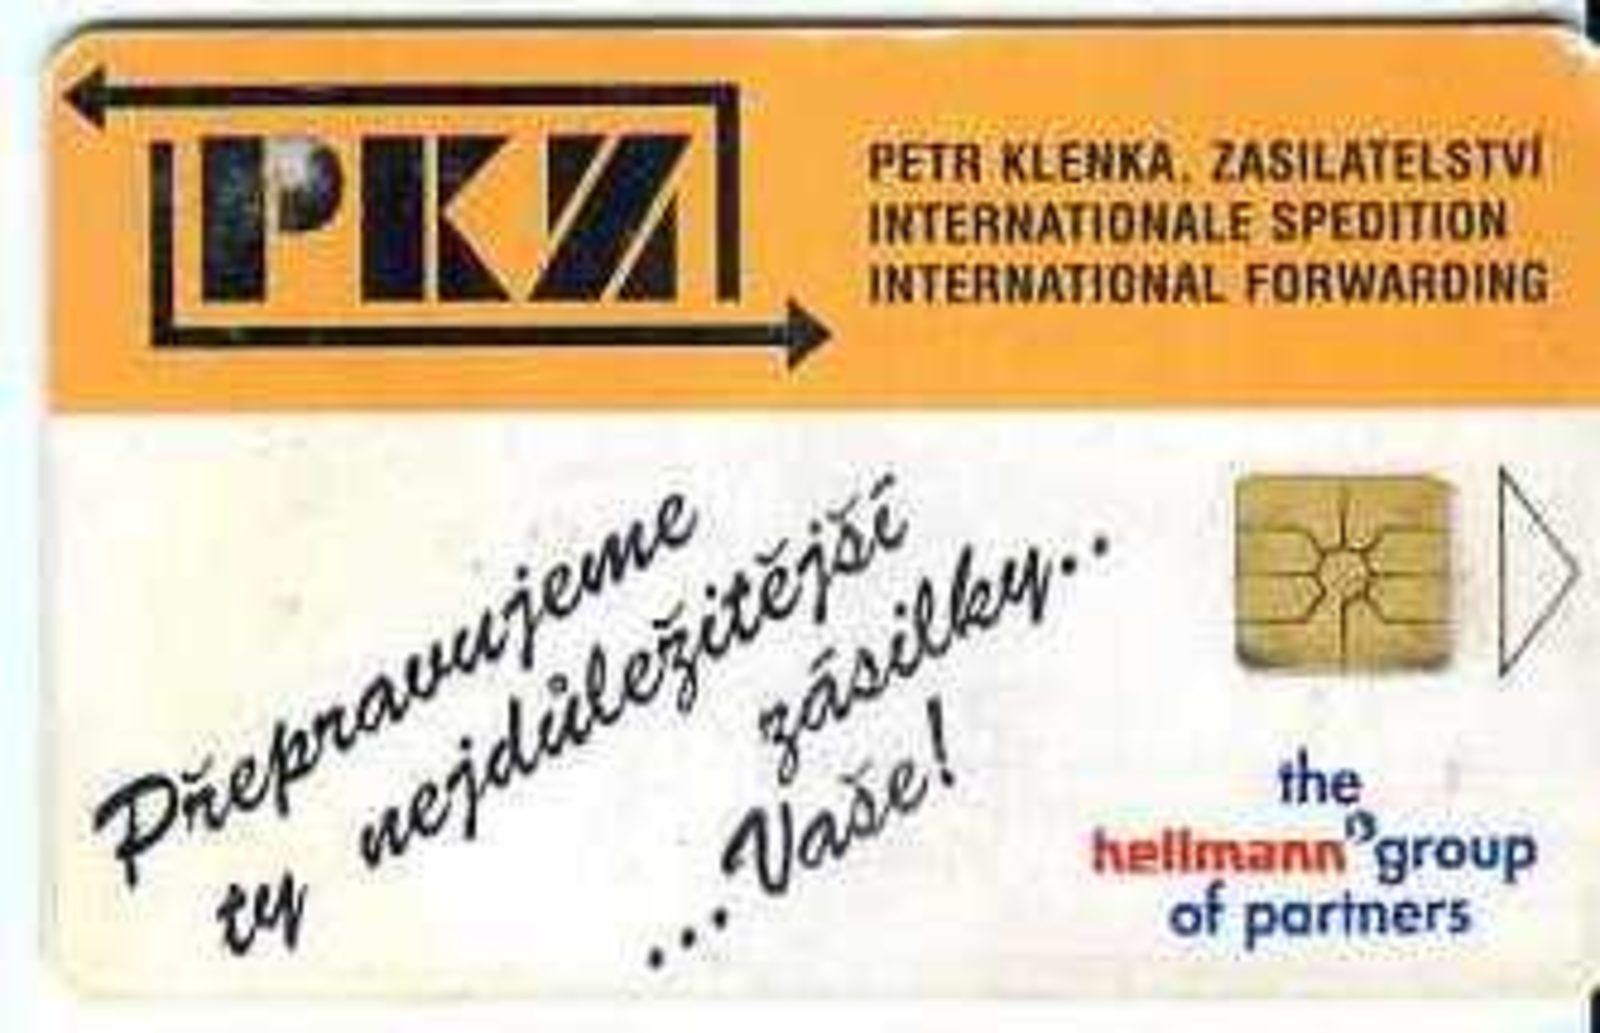 PKZ
PETR KLENKA. ZASILATELSTVÍ
INTERNATIONALE SPEDITION
INTERNATIONAL FORWARDING
Přepravujeme
ty nejdůležitější
zásilky..
...Vaše!
the
hellmann group
of partners